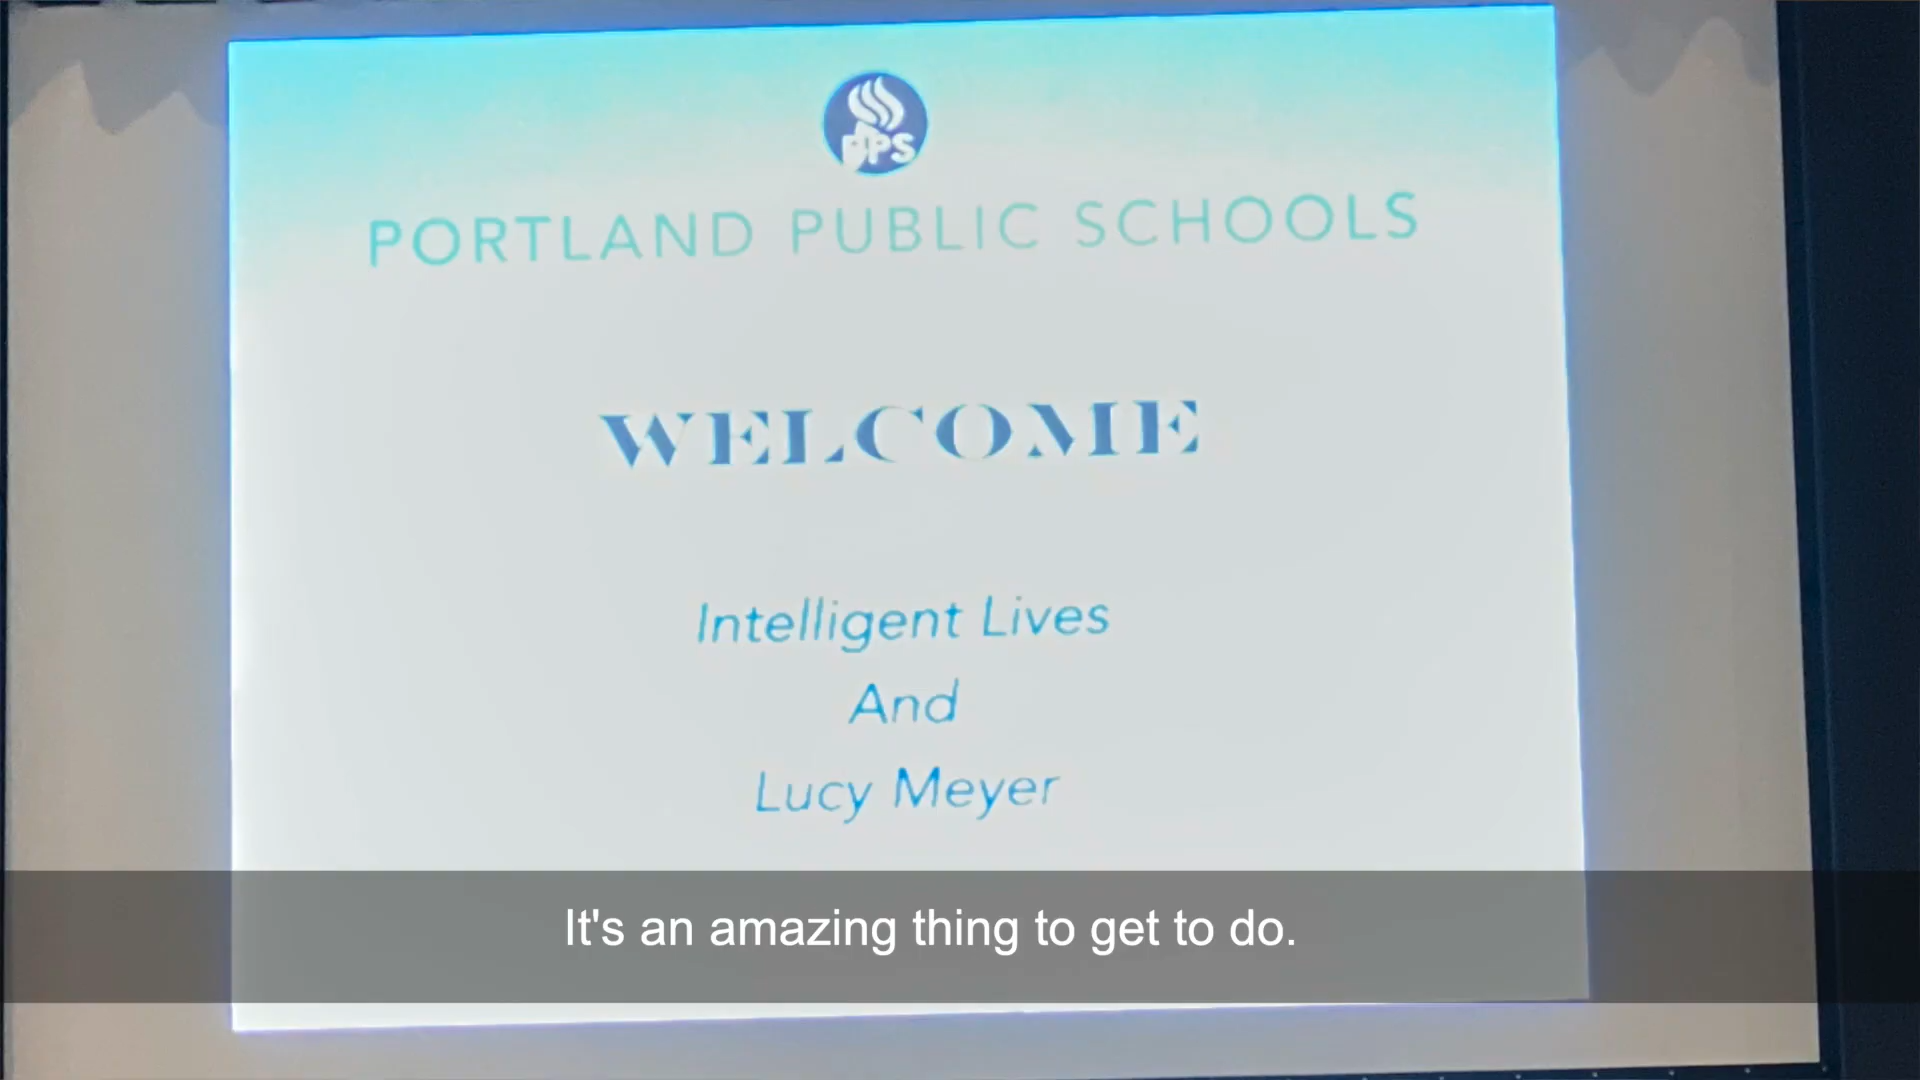 PPS
PORTLAND PUBLIC SCHOOLS
WELCOME
Intelligent Lives
And
Lucy Meyer
It's an amazing thing to get to do.